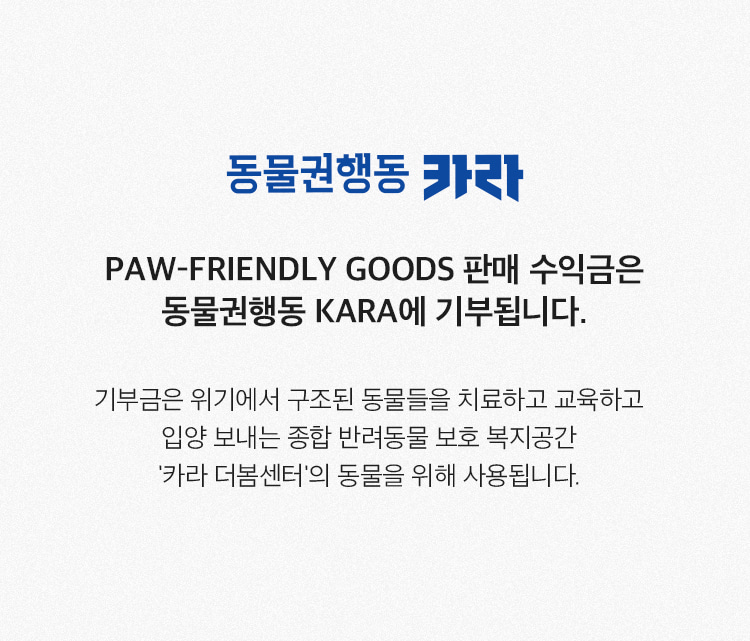 동물권행동 카라
PAW-FRIENDLY GOODS 판매 수익금은
동물권행동 KARA에 기부됩니다.
기부금은 위기에서 구조된 동물들을 치료하고 교육하고
입양 보내는 종합 반려동물 보호 복지공간
'카라 더봄센터'의 동물을 위해 사용됩니다.